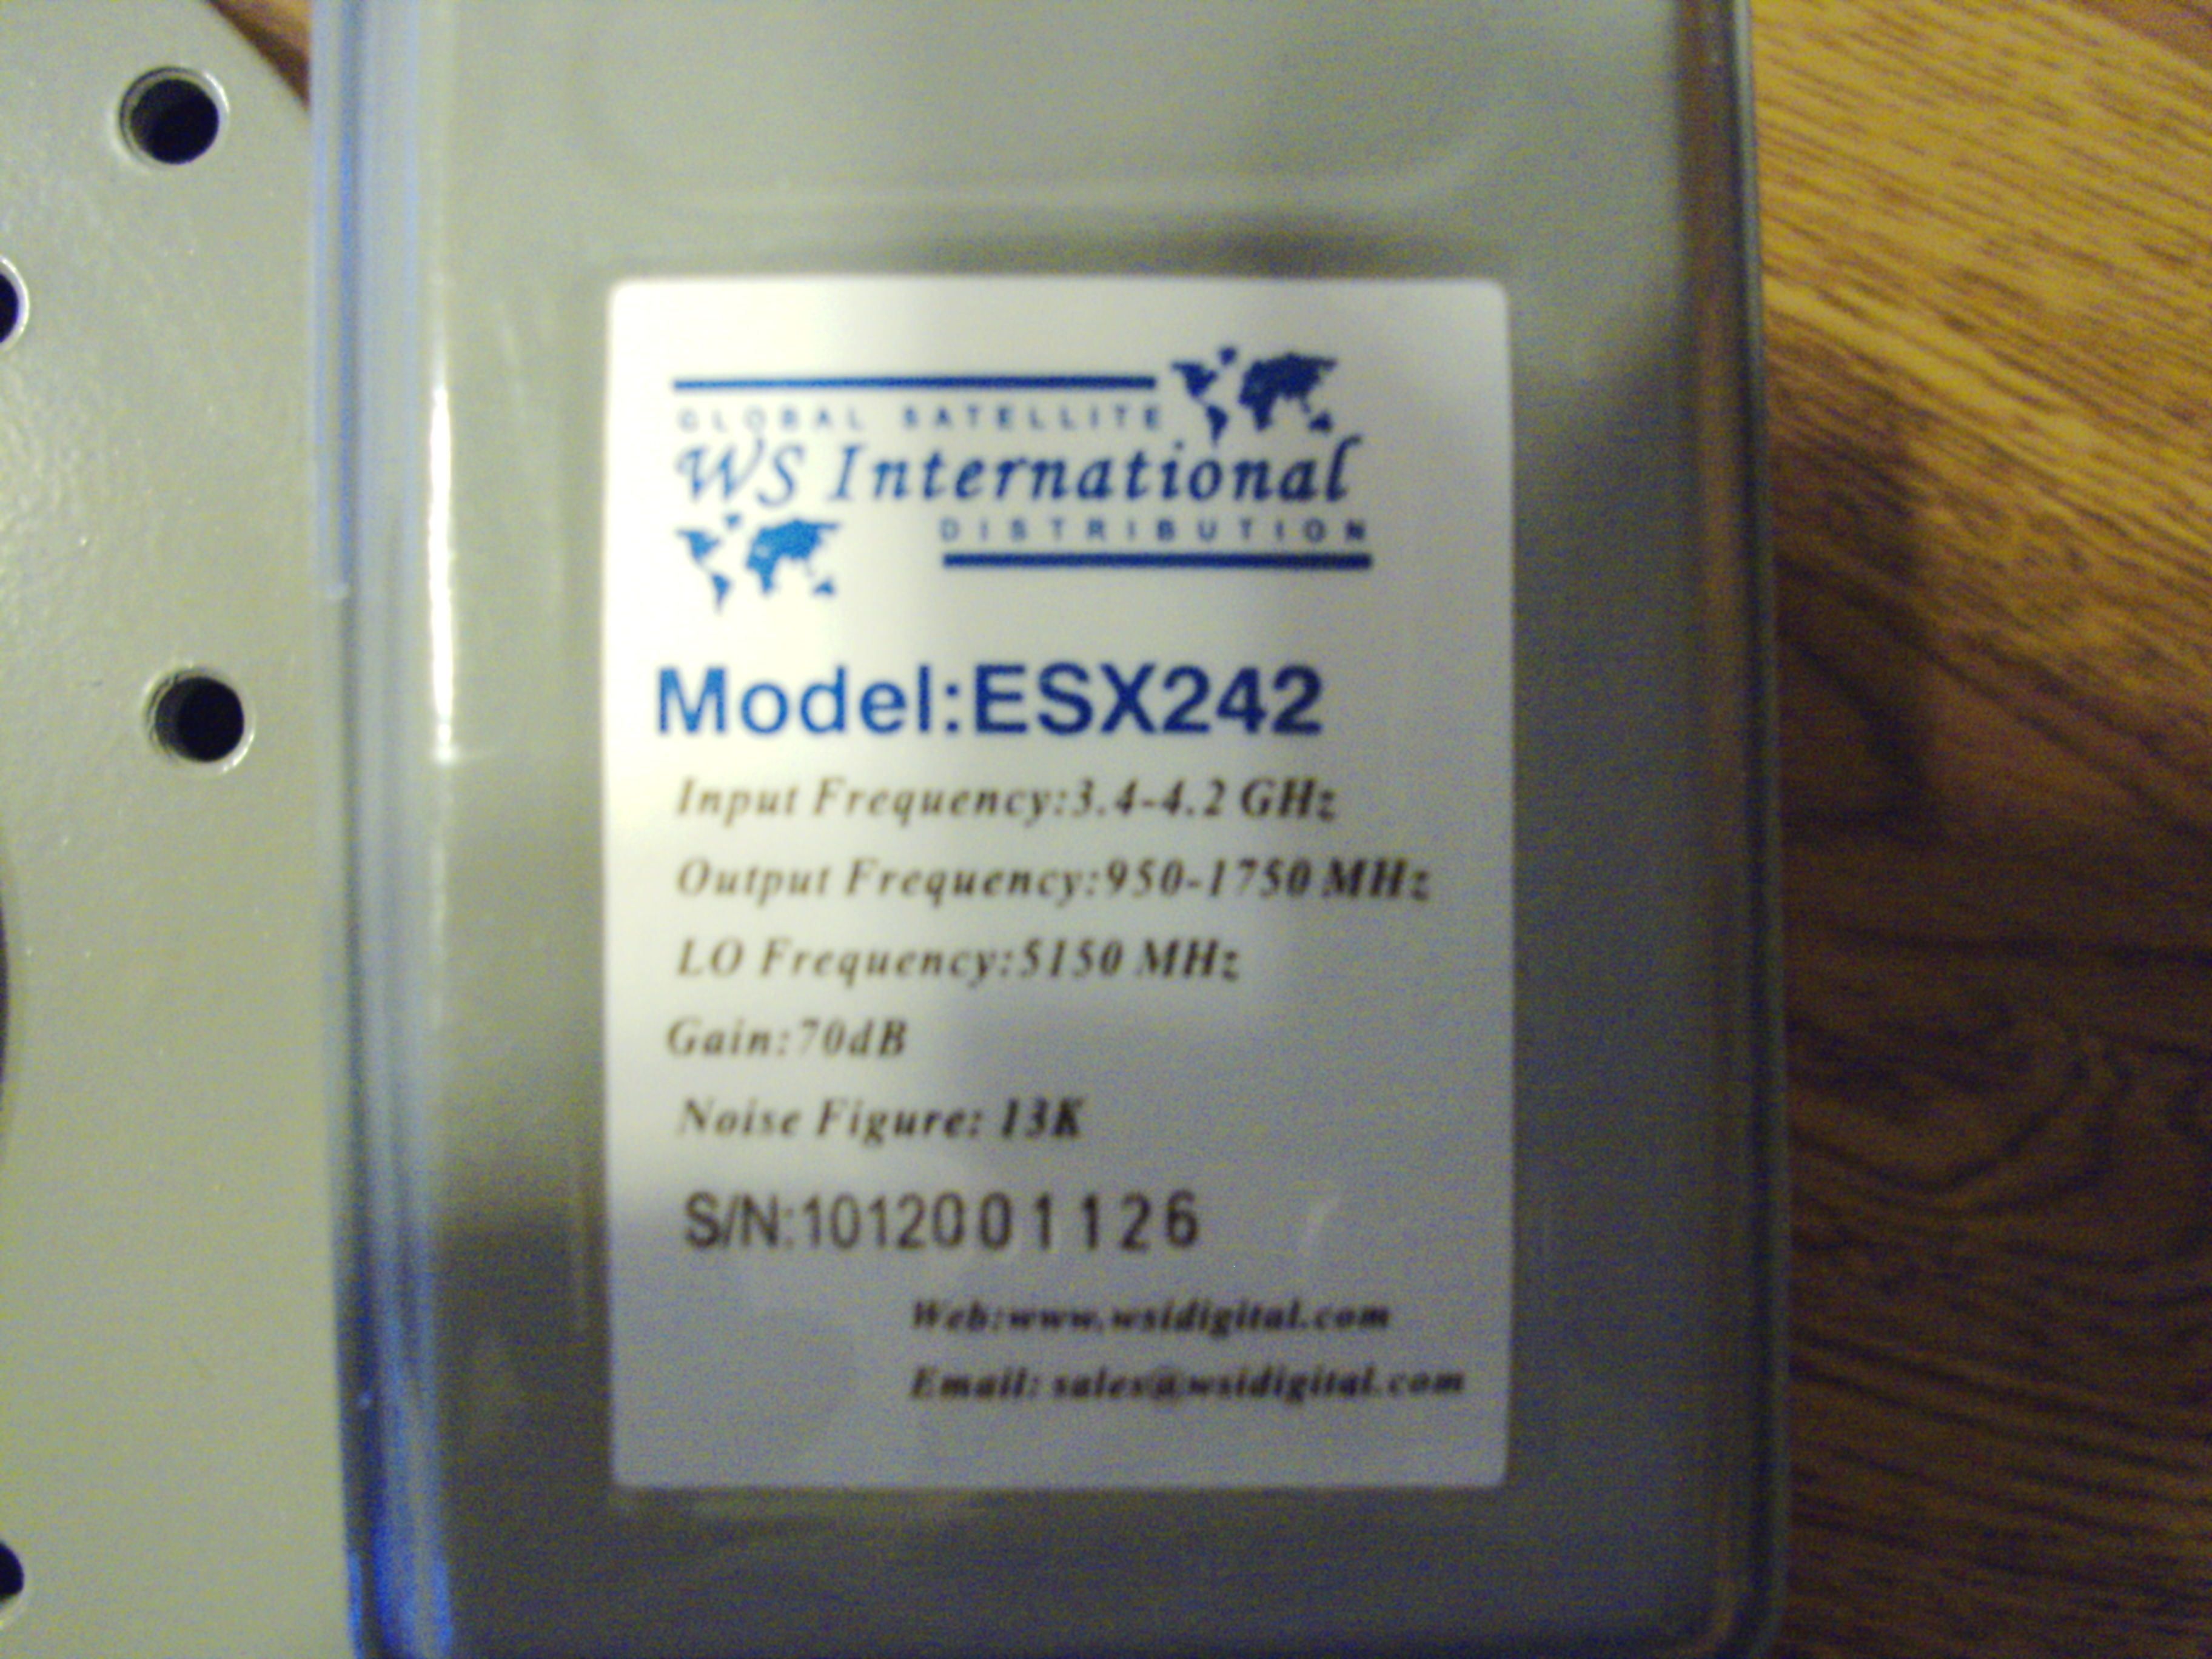 GLOBAL SATELLITE
WS International
DISTRIBUTION
Model:ESX242
Input Frequency:3.4-4.2 GHz
Output Frequency:950-1750 MHz
LO Frequency:5150 MHz
Gain:70dB
Noise Figure: 13K
S/N:1012001126
Web:www.wsidigital.com
Email: sales@wsidigital.com